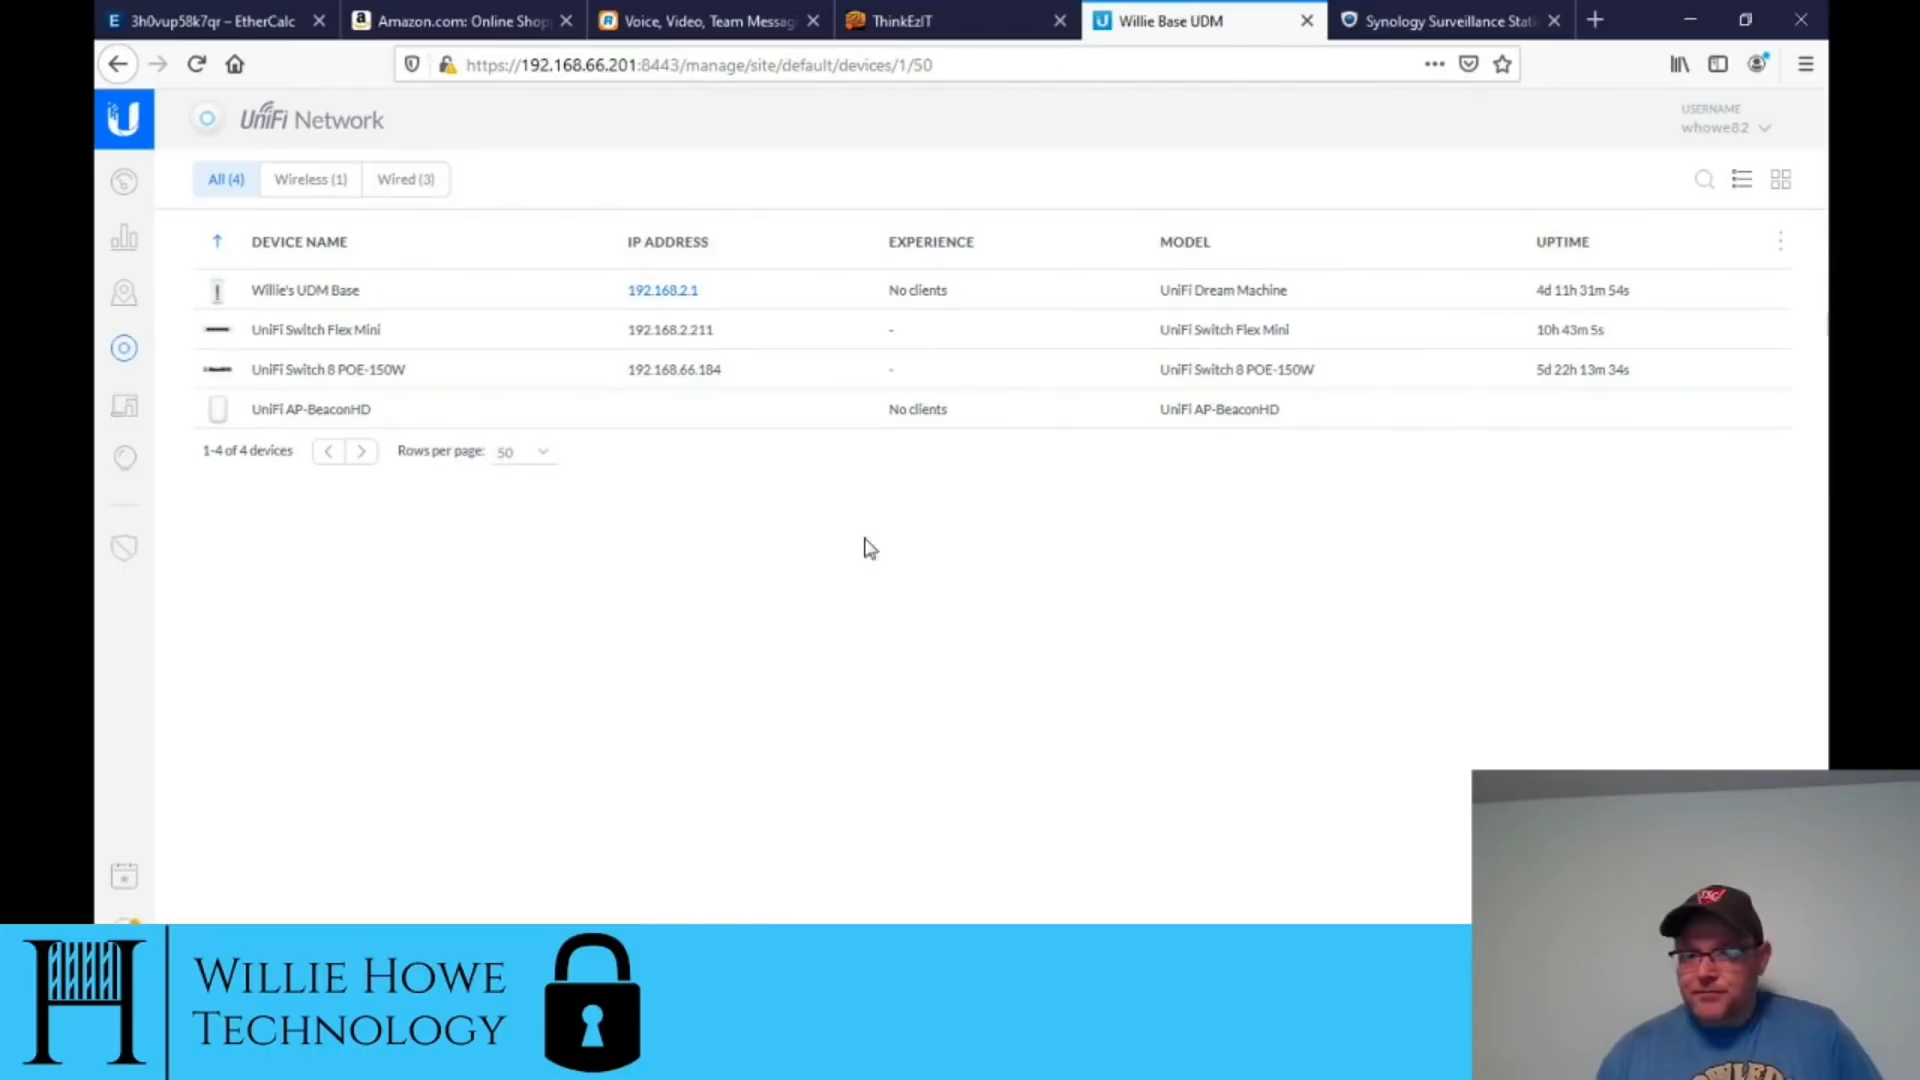 3h0vup58k7qr – EtherCalc
Amazon.com: Online Shop
Voice, Video, Team Messag
ThinkEzIT
Willie Base UDM
Synology Surveillance Stati
https://192.168.66.201:8443/manage/site/default/devices/1/50
UniFi Network
USERNAME
whowe82
All (4)
Wireless (1)
Wired (3)
DEVICE NAME IP ADDRESS EXPERIENCE MODEL UPTIME
Willie's UDM Base 192.168.2.1 No clients UniFi Dream Machine 4d 11h 31m 54s
UniFi Switch Flex Mini 192.168.2.211 - UniFi Switch Flex Mini 10h 43m 5s
UniFi Switch 8 POE-150W 192.168.66.184 - UniFi Switch 8 POE-150W 5d 22h 13m 34s
UniFi AP-BeaconHD No clients UniFi AP-BeaconHD
1-4 of 4 devices Rows per page: 50
WILLIE HOWE
TECHNOLOGY